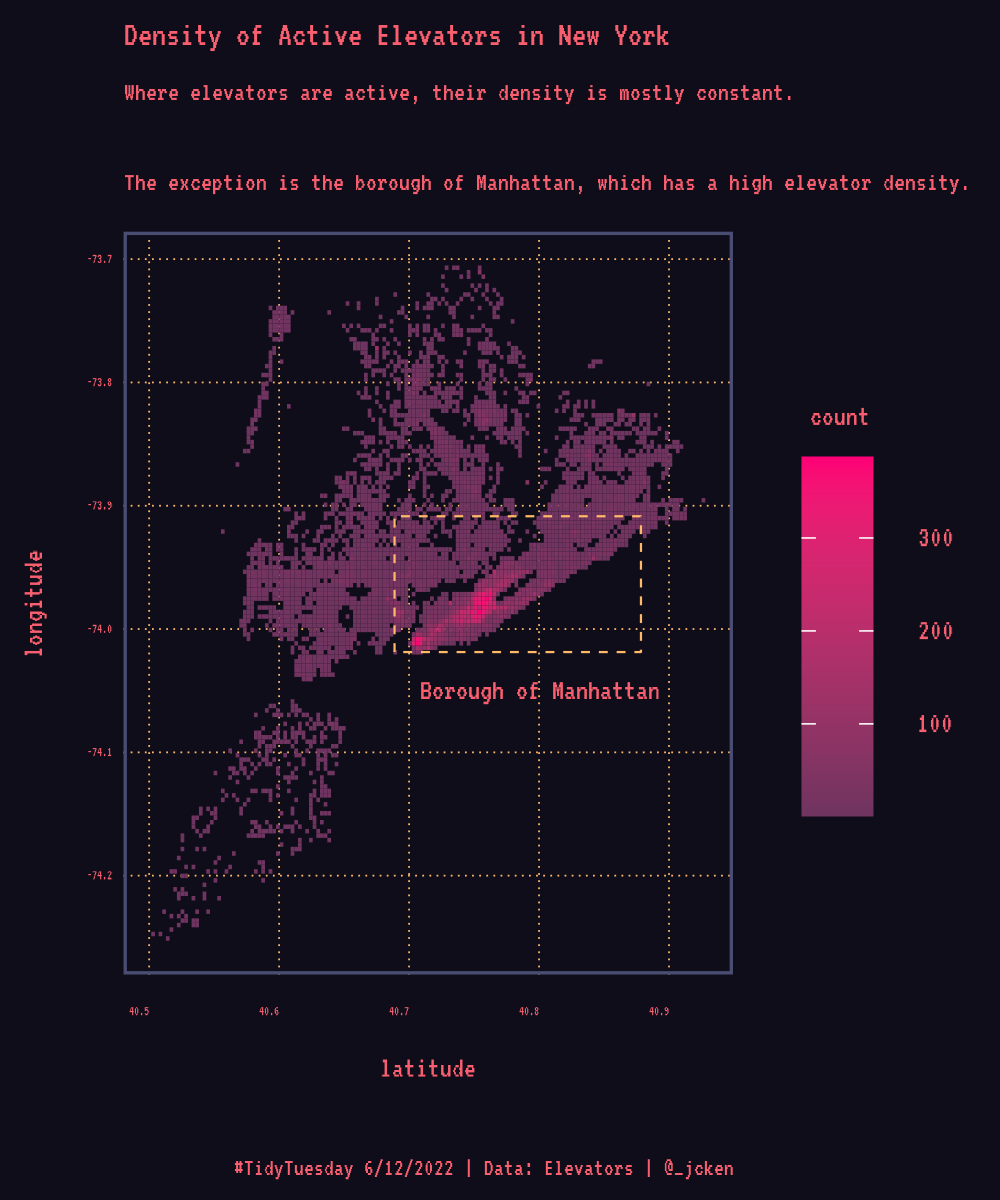 Density of Active Elevators in New York
Where elevators are active, their density is mostly constant.
The exception is the borough of Manhattan, which has a high elevator density.
-73.7
-73.8
-73.9
-74.0
-74.1
-74.2
longitude
Borough of Manhattan
40.5
40.6
40.7
40.8
40.9
latitude
count
300
200
100
#TidyTuesday 6/12/2022 | Data: Elevators | @_jcken